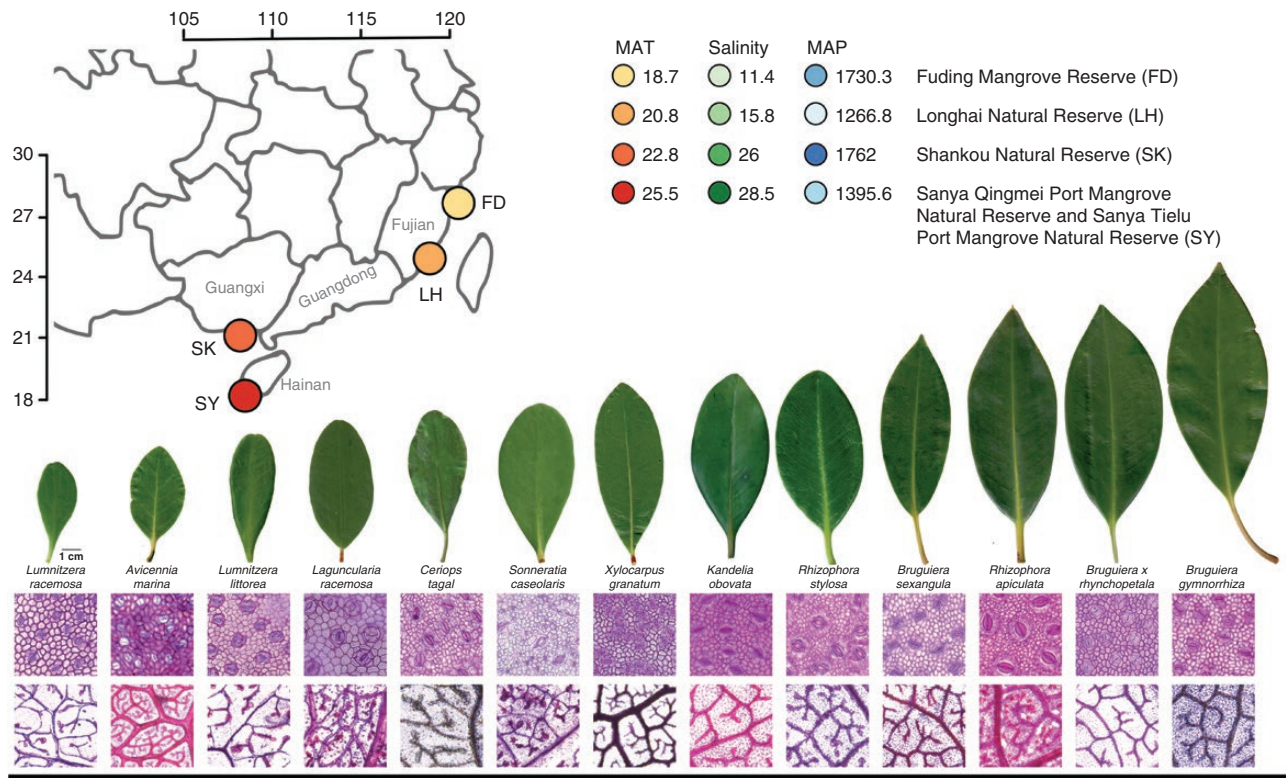 105 110 115 120
30
27
24
21
18
FD
Fujian
LH
Guangxi
Guangdong
SK
Hainan
SY
MAT Salinity MAP
18.7 11.4 1730.3 Fuding Mangrove Reserve (FD)
20.8 15.8 1266.8 Longhai Natural Reserve (LH)
22.8 26 1762 Shankou Natural Reserve (SK)
25.5 28.5 1395.6 Sanya Qingmei Port Mangrove
Natural Reserve and Sanya Tielu
Port Mangrove Natural Reserve (SY)
1 cm
Lumnitzera
racemosa
Avicennia
marina
Lumnitzera
littorea
Laguncularia
racemosa
Ceriops
tagal
Sonneratia
caseolaris
Xylocarpus
granatum
Kandelia
obovata
Rhizophora
stylosa
Bruguiera
sexangula
Rhizophora
apiculata
Bruguiera x
rhynchopetala
Bruguiera
gymnorrhiza